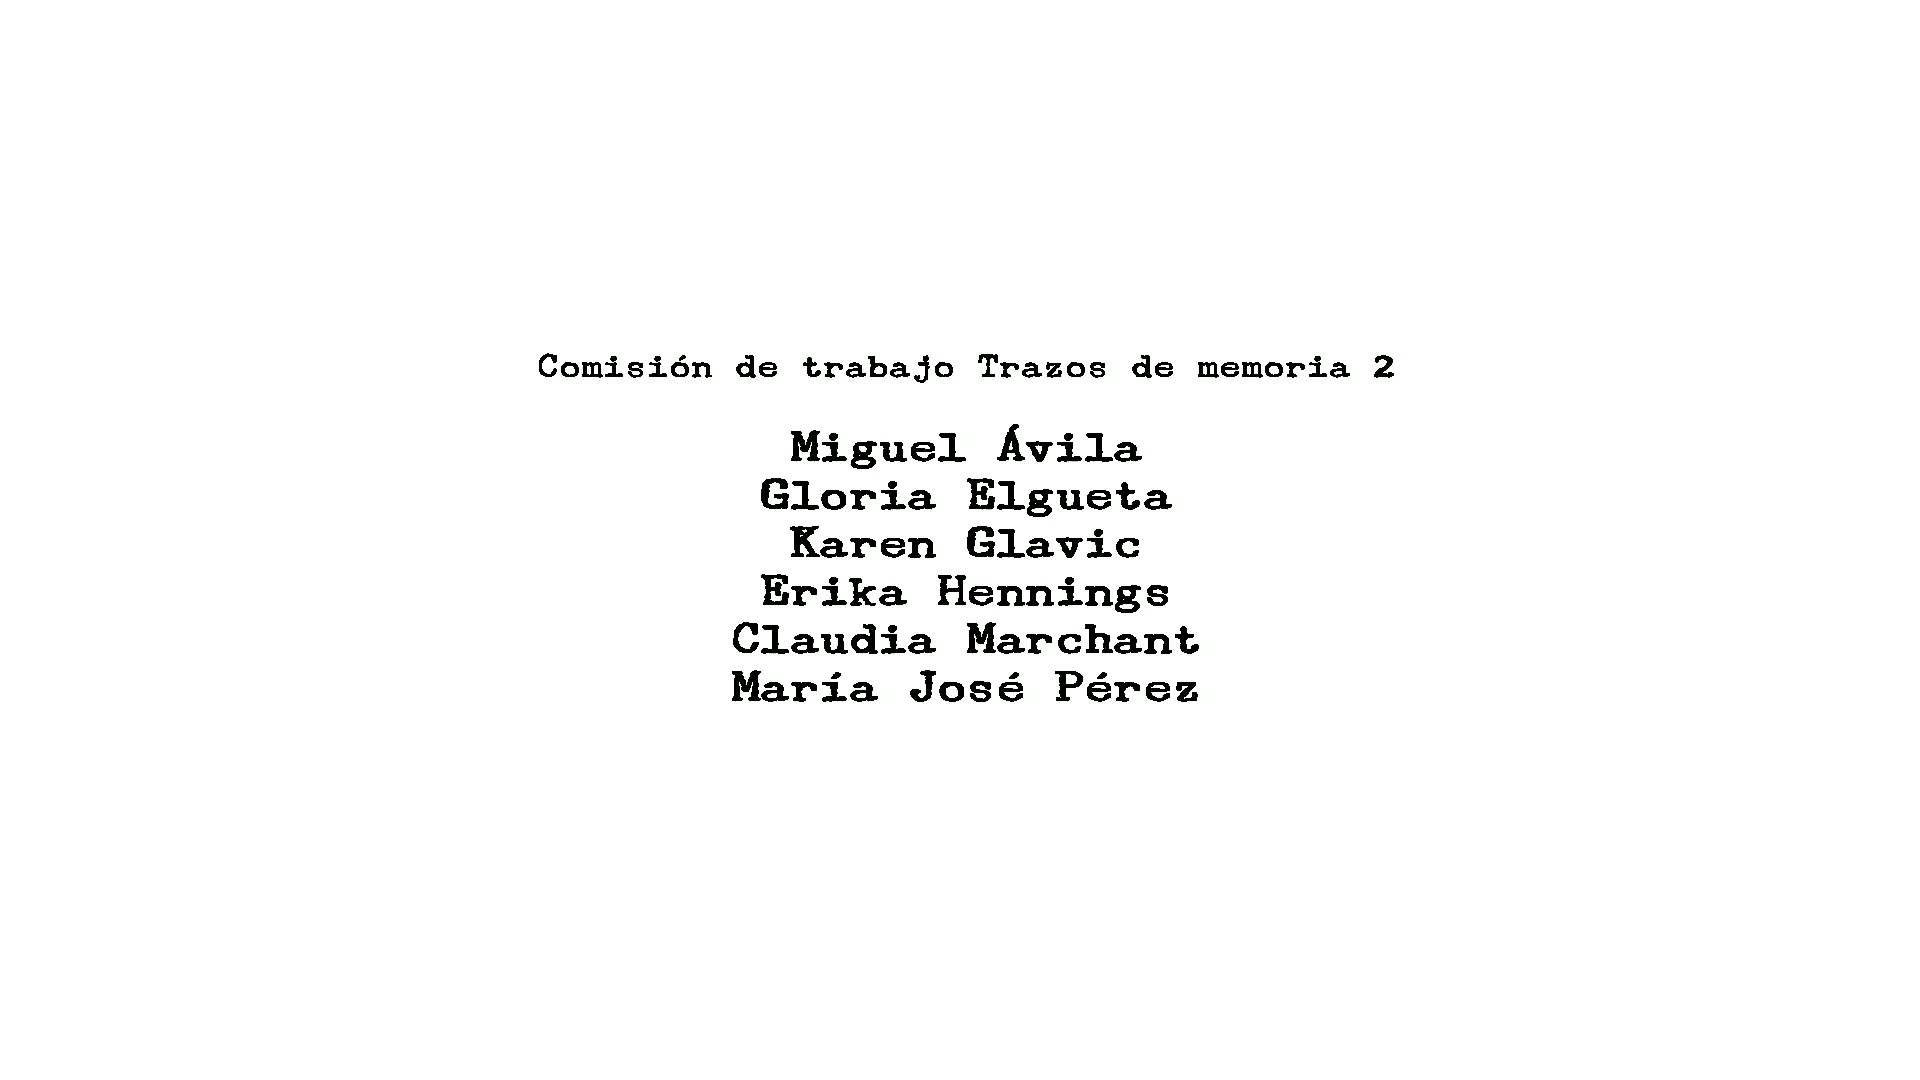 Comisión de trabajo Trazos de memoria 2
Miguel Ávila
Gloria Elgueta
Karen Glavic
Erika Hennings
Claudia Marchant
María José Pérez